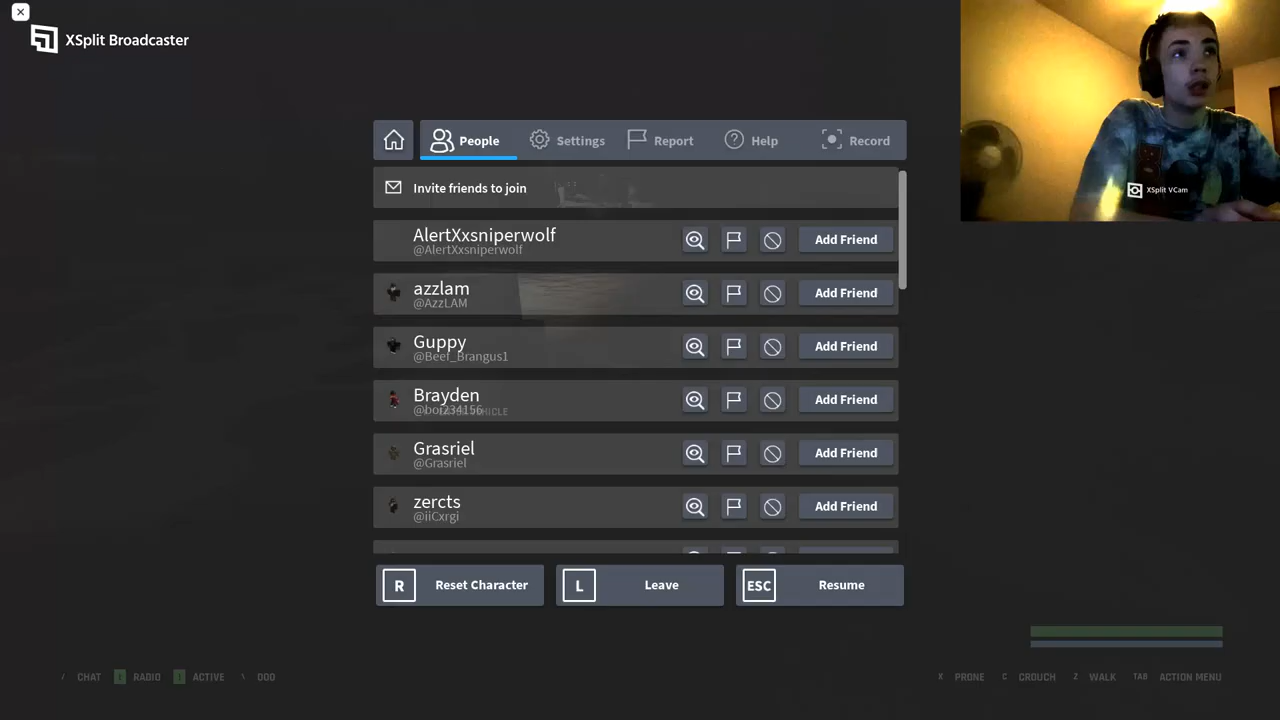 XSplit Broadcaster
People
Settings
Report
Help
Record
Invite friends to join
AlertXxsniperwolf
@AlertXxsniperwolf
Add Friend
azzlam
@AzzLAM
Add Friend
Guppy
@Beef_Brangus1
Add Friend
Brayden
Add Friend
Grasriel
@Grasriel
Add Friend
zercts
@iiCxrgi
Add Friend
R Reset Character
L Leave
ESC Resume
XSplit VCam
/ CHAT
RADIO
ACTIVE
\ DOD
X PRONE
C CROUCH
Z WALK
TAB ACTION MENU